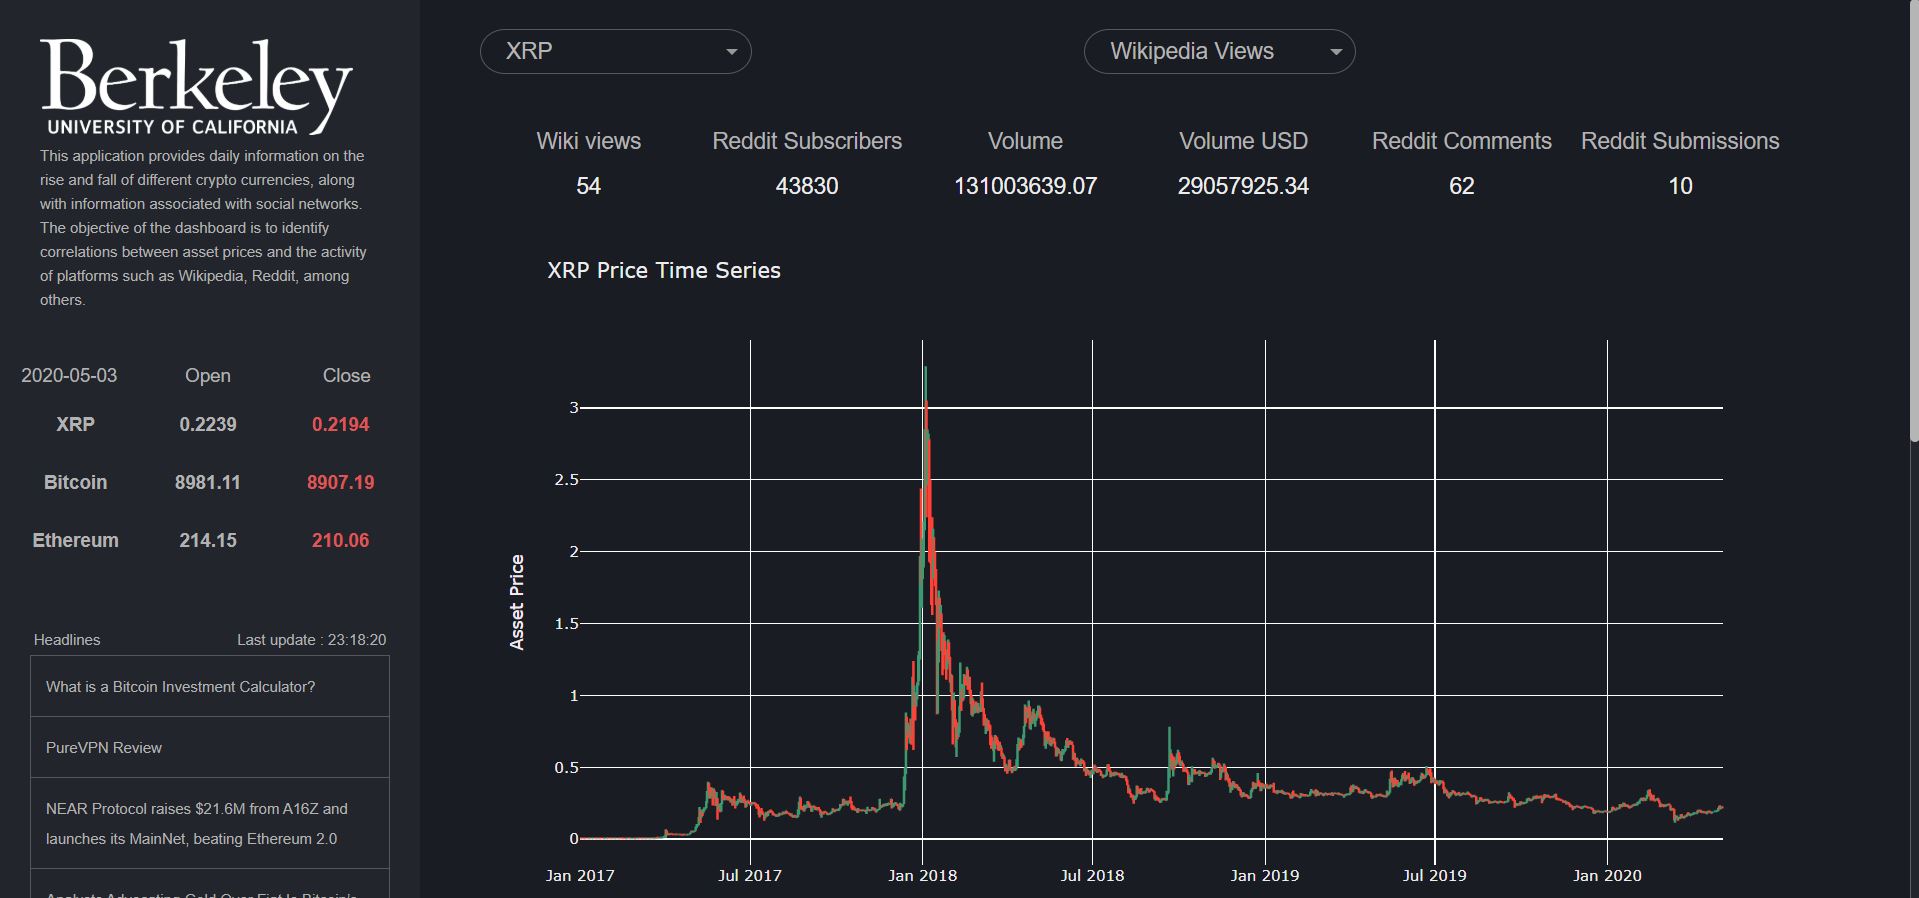 Berkeley
UNIVERSITY OF CALIFORNIA
This application provides daily information on the
rise and fall of different crypto currencies, along
with information associated with social networks.
The objective of the dashboard is to identify
correlations between asset prices and the activity
of platforms such as Wikipedia, Reddit, among
others.
2020-05-03 Open Close
XRP 0.2239 0.2194
Bitcoin 8981.11 8907.19
Ethereum 214.15 210.06
Headlines Last update : 23:18:20
What is a Bitcoin Investment Calculator?
PureVPN Review
NEAR Protocol raises $21.6M from A16Z and
launches its MainNet, beating Ethereum 2.0
XRP Wikipedia Views
Wiki views Reddit Subscribers Volume Volume USD Reddit Comments Reddit Submissions
54 43830 131003639.07 29057925.34 62 10
XRP Price Time Series
Asset Price
3
2.5
2
1.5
1
0.5
0
Jan 2017 Jul 2017 Jan 2018 Jul 2018 Jan 2019 Jul 2019 Jan 2020